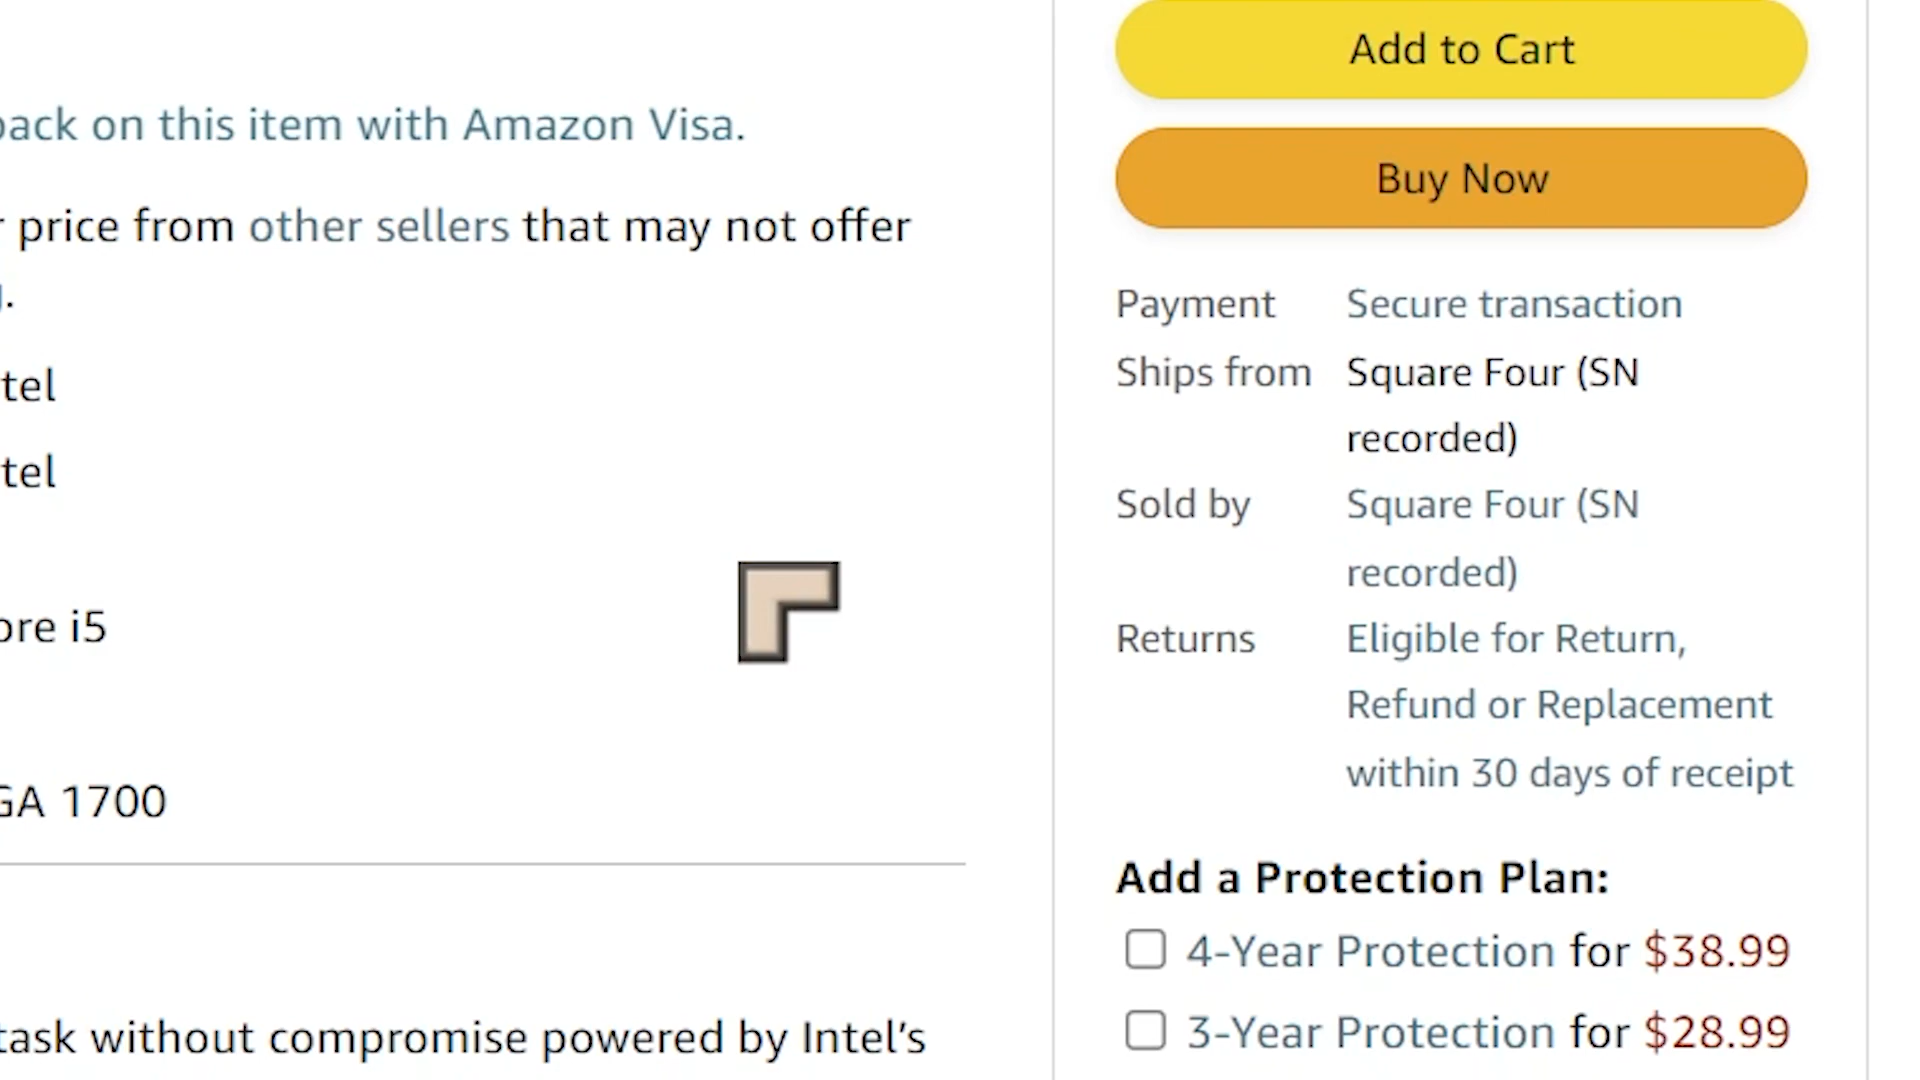 back on this item with Amazon Visa.
r price from other sellers that may not offer
g.
tel
tel
ore i5
GA 1700
task without compromise powered by Intel’s
Add to Cart
Buy Now
Payment Secure transaction
Ships from Square Four (SN
recorded)
Sold by Square Four (SN
recorded)
Returns Eligible for Return,
Refund or Replacement
within 30 days of receipt
Add a Protection Plan:
4-Year Protection for $38.99
3-Year Protection for $28.99